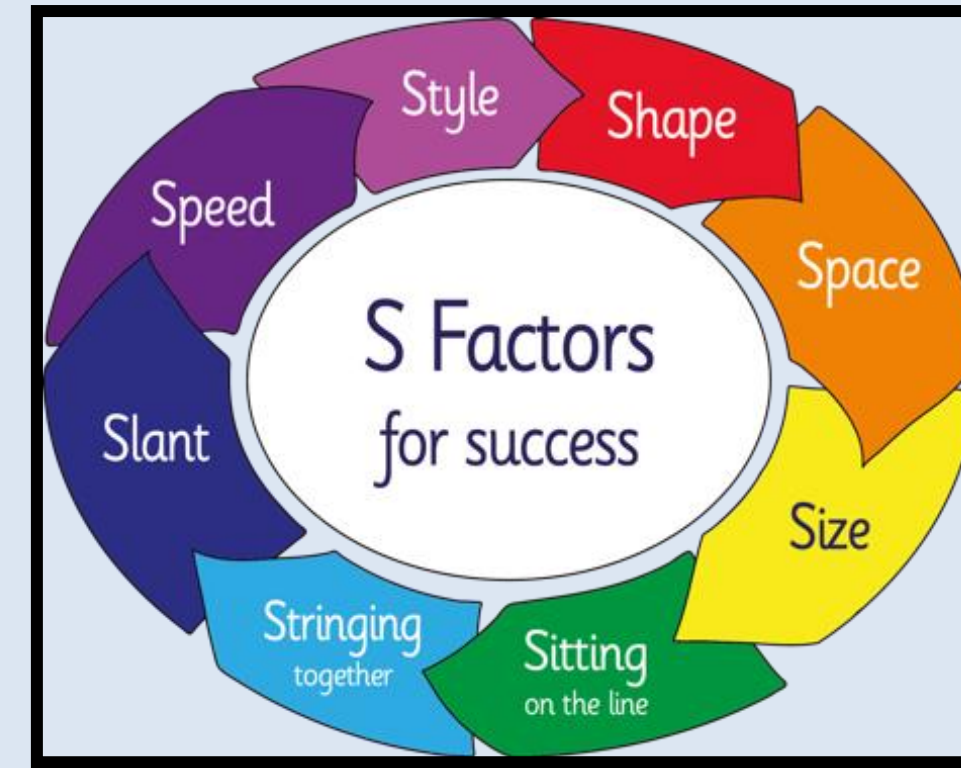 S Factors
for success
Style
Shape
Space
Size
Sitting
on the line
Stringing
together
Slant
Speed